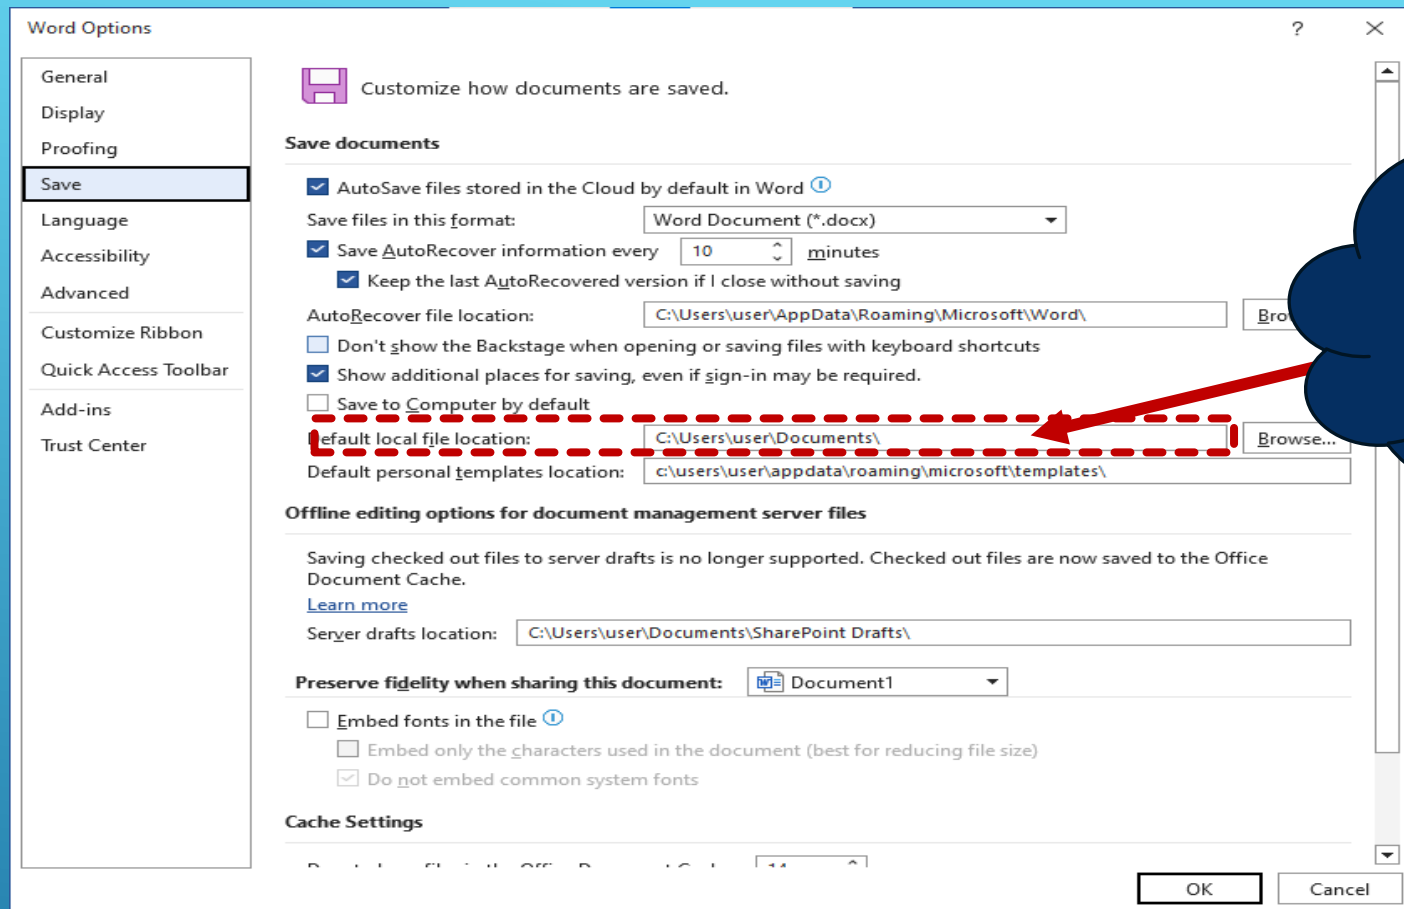 Word Options
?
General
Display
Proofing
Save
Language
Accessibility
Advanced
Customize Ribbon
Quick Access Toolbar
Add-ins
Trust Center
Customize how documents are saved.
Save documents
AutoSave files stored in the Cloud by default in Word
Save files in this format: Word Document (*.docx)
Save AutoRecover information every 10 minutes
Keep the last AutoRecovered version if I close without saving
AutoRecover file location: C:\Users\user\AppData\Roaming\Microsoft\Word\
Don't show the Backstage when opening or saving files with keyboard shortcuts
Show additional places for saving, even if sign-in may be required.
Save to Computer by default
Default local file location: C:\Users\user\Documents\ Browse...
Default personal templates location: c:\users\user\appdata\roaming\microsoft\templates\
Offline editing options for document management server files
Saving checked out files to server drafts is no longer supported. Checked out files are now saved to the Office
Document Cache.
Learn more
Server drafts location: C:\Users\user\Documents\SharePoint Drafts\
Preserve fidelity when sharing this document: Document1
Embed fonts in the file
Embed only the characters used in the document (best for reducing file size)
Do not embed common system fonts
Cache Settings
OK Cancel